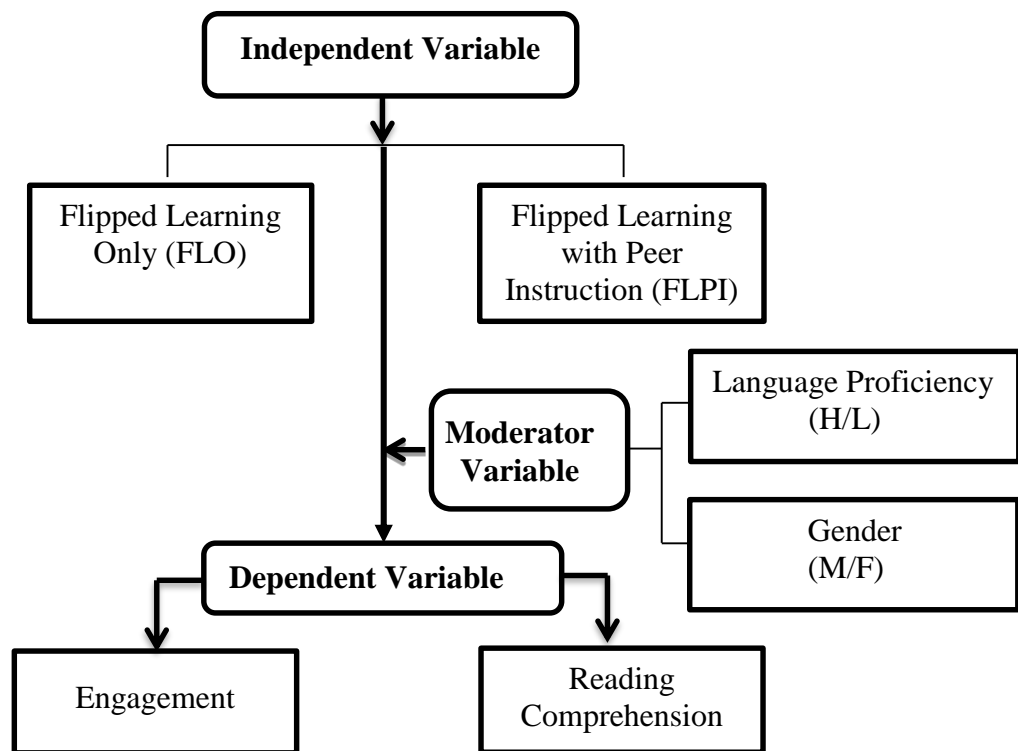 Independent Variable
Flipped Learning
Only (FLO)
Flipped Learning
with Peer
Instruction (FLPI)
Language Proficiency
(H/L)
Moderator
Variable
Gender
(M/F)
Dependent Variable
Engagement
Reading
Comprehension